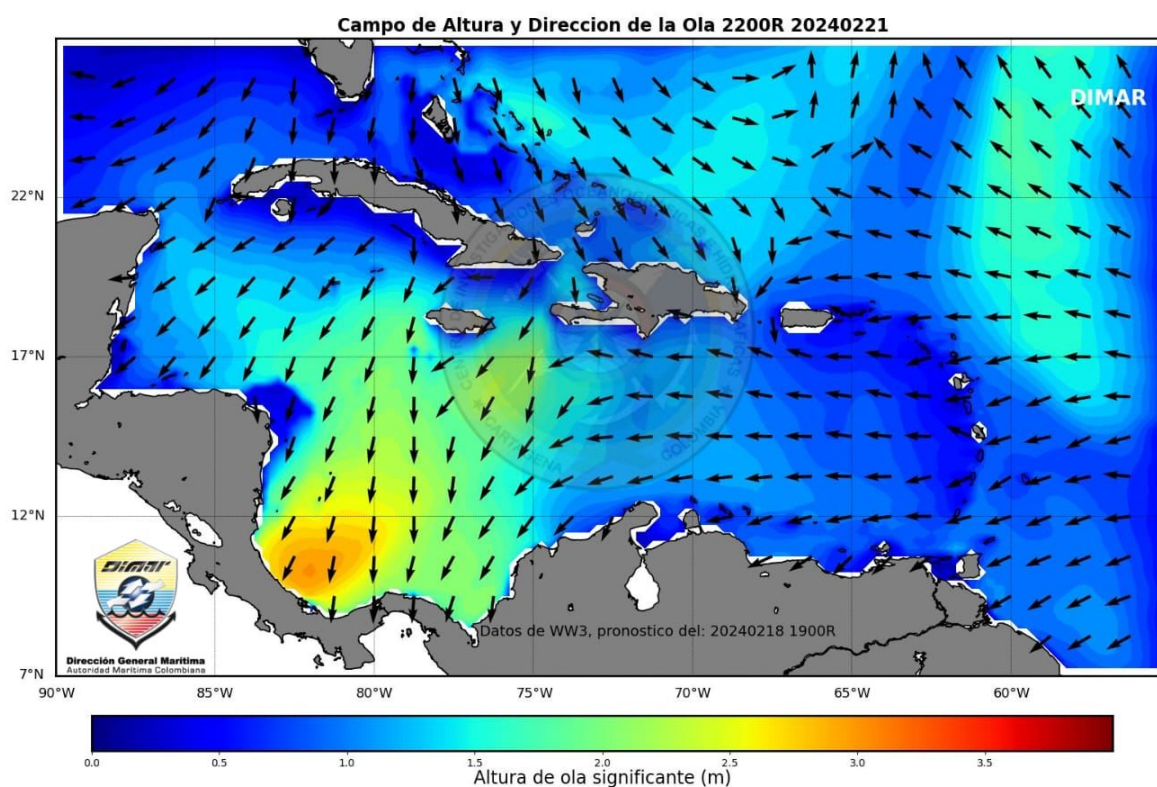 Campo de Altura y Direccion de la Ola 2200R 20240221
DIMAR
22°N
17°N
12°N
7°N
Dimar
Dirección General Marítima
Autoridad Marítima Colombiana
Datos de WW3, pronostico del: 20240218 1900R
90°W 85°W 80°W 75°W 70°W 65°W 60°W
0.0 0.5 1.0 1.5 2.0 2.5 3.0 3.5
Altura de ola significante (m)
CARTAGENA
COLOMBIA